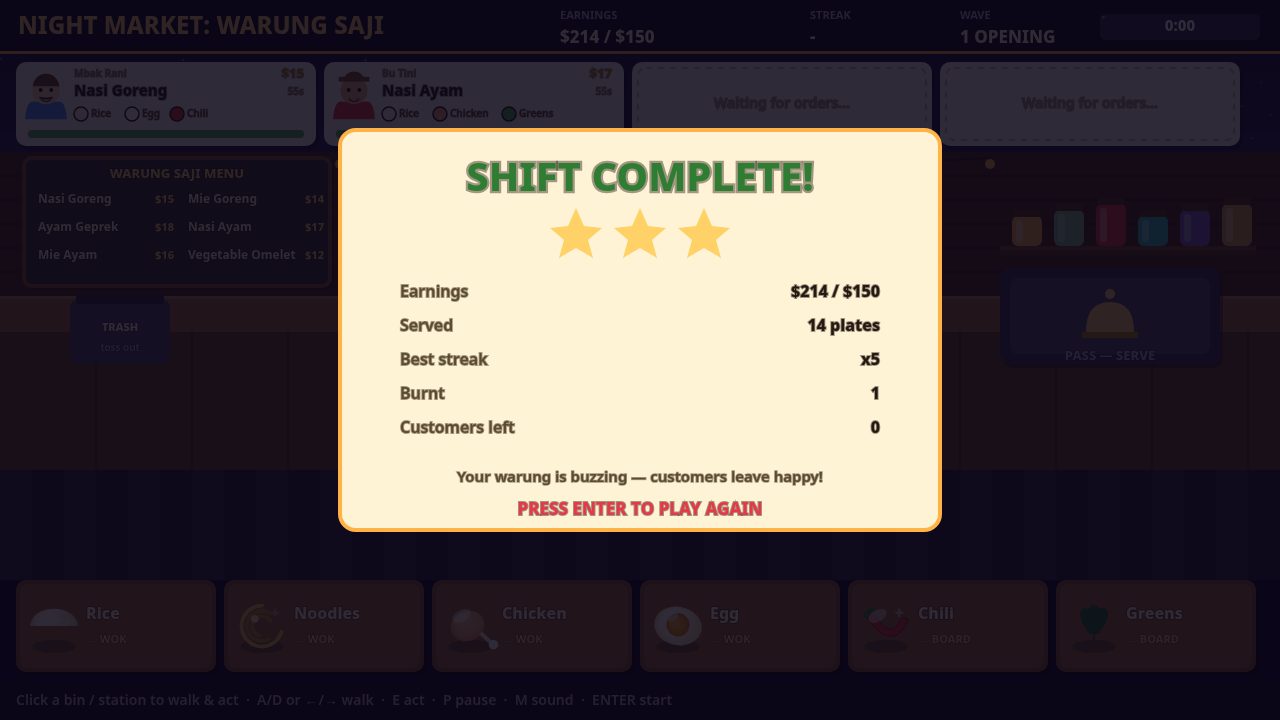 NIGHT MARKET: WARUNG SAJI
EARNINGS
$214 / $150
STREAK
-
WAVE
1 OPENING
0:00
Mbak Rani
$15
Nasi Goreng
55s
Rice
Egg
Chili
Bu Tini
$17
Nasi Ayam
55s
Rice
Chicken
Greens
Waiting for orders...
Waiting for orders...
WARUNG SAJI MENU
Nasi Goreng $15 Mie Goreng $14
Ayam Geprek $18 Nasi Ayam $17
Mie Ayam $16 Vegetable Omelet $12
TRASH
toss out
PASS — SERVE
SHIFT COMPLETE!
Earnings $214 / $150
Served 14 plates
Best streak x5
Burnt 1
Customers left 0
Your warung is buzzing — customers leave happy!
PRESS ENTER TO PLAY AGAIN
Rice
... WOK
Noodles
... WOK
Chicken
... WOK
Egg
... WOK
Chili
... BOARD
Greens
... BOARD
Click a bin / station to walk & act · A/D or ←/→ walk · E act · P pause · M sound · ENTER start